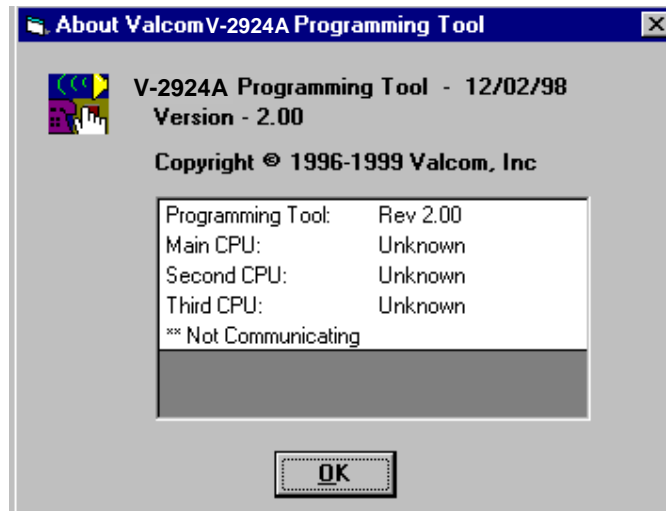 About Valcom V-2924A Programming Tool
V-2924A Programming Tool - 12/02/98
Version - 2.00
Copyright © 1996-1999 Valcom, Inc
Programming Tool: Rev 2.00
Main CPU: Unknown
Second CPU: Unknown
Third CPU: Unknown
** Not Communicating
OK